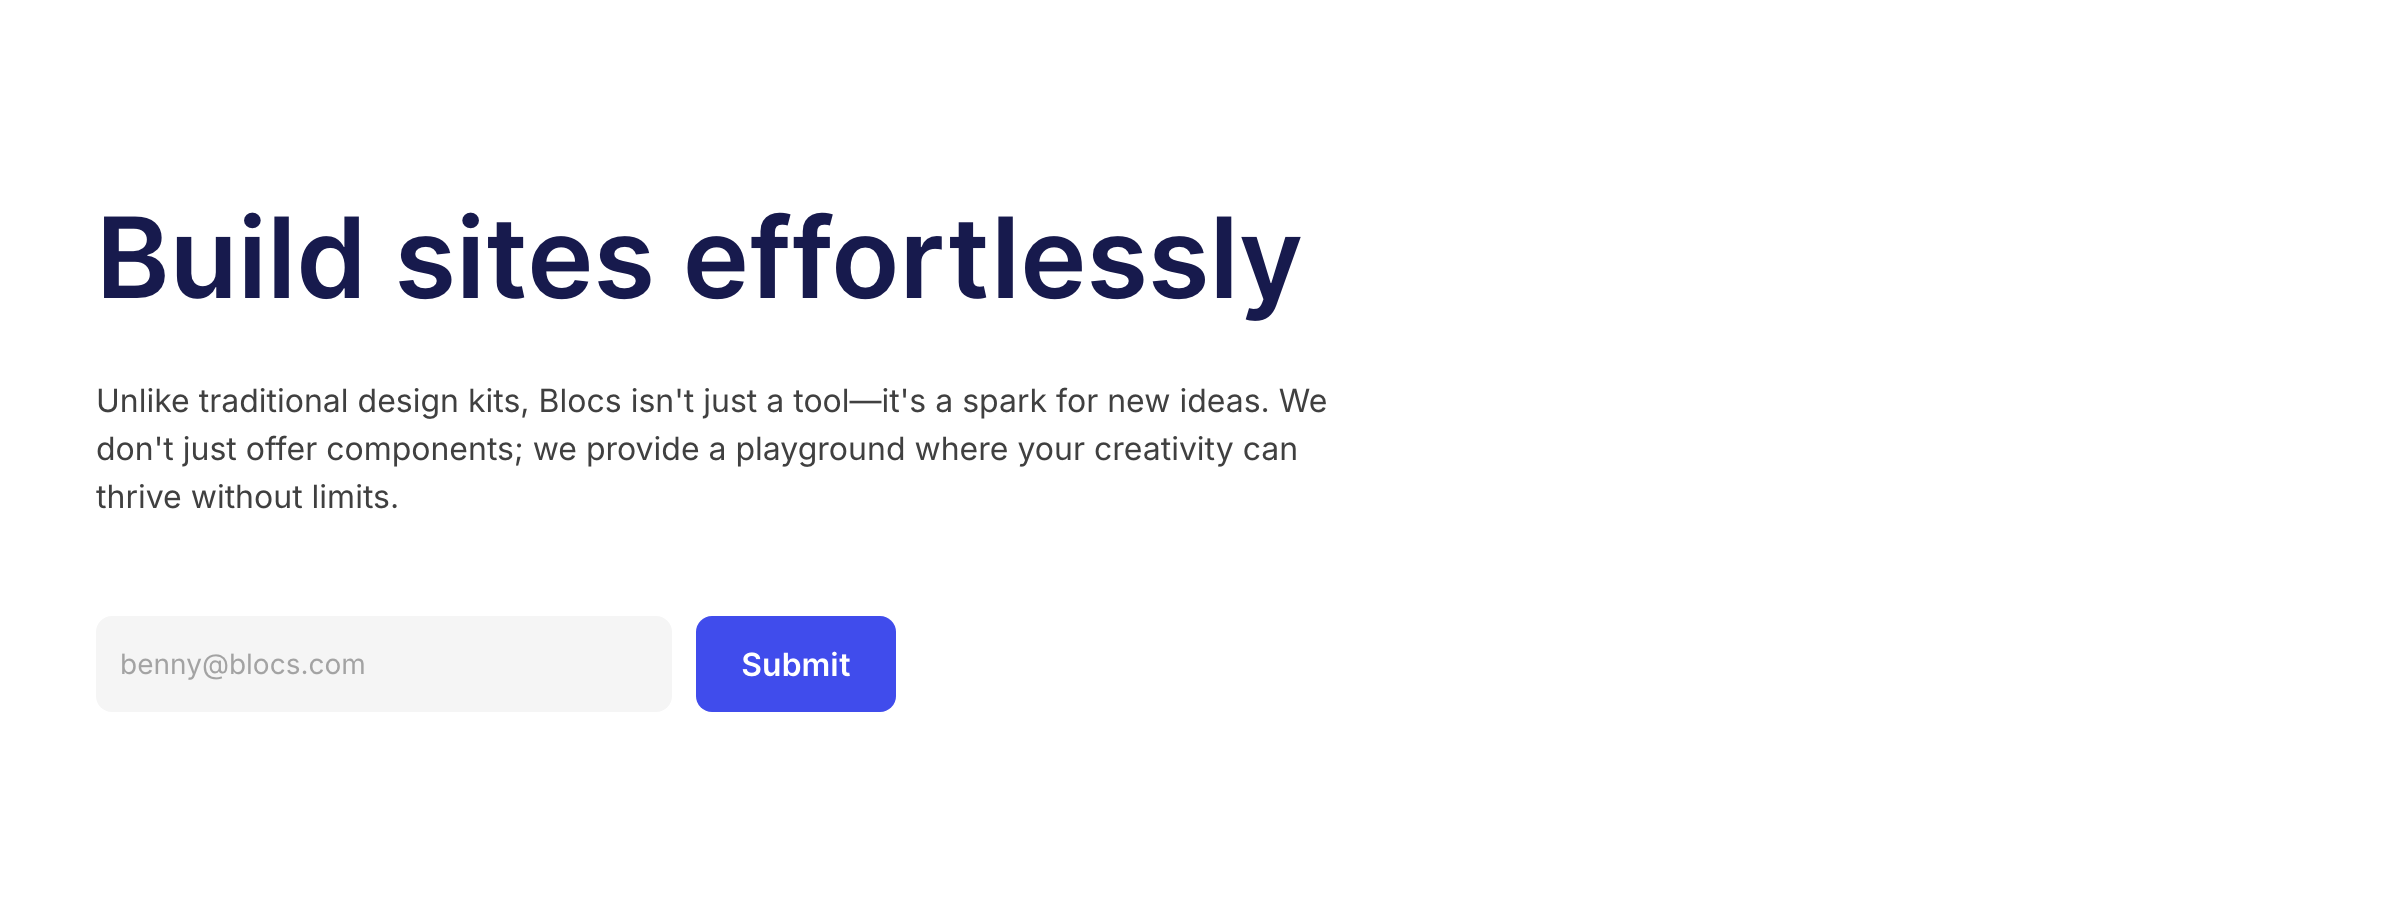 Build sites effortlessly
Unlike traditional design kits, Blocs isn't just a tool—it's a spark for new ideas. We
don't just offer components; we provide a playground where your creativity can
thrive without limits.
benny@blocs.com
Submit